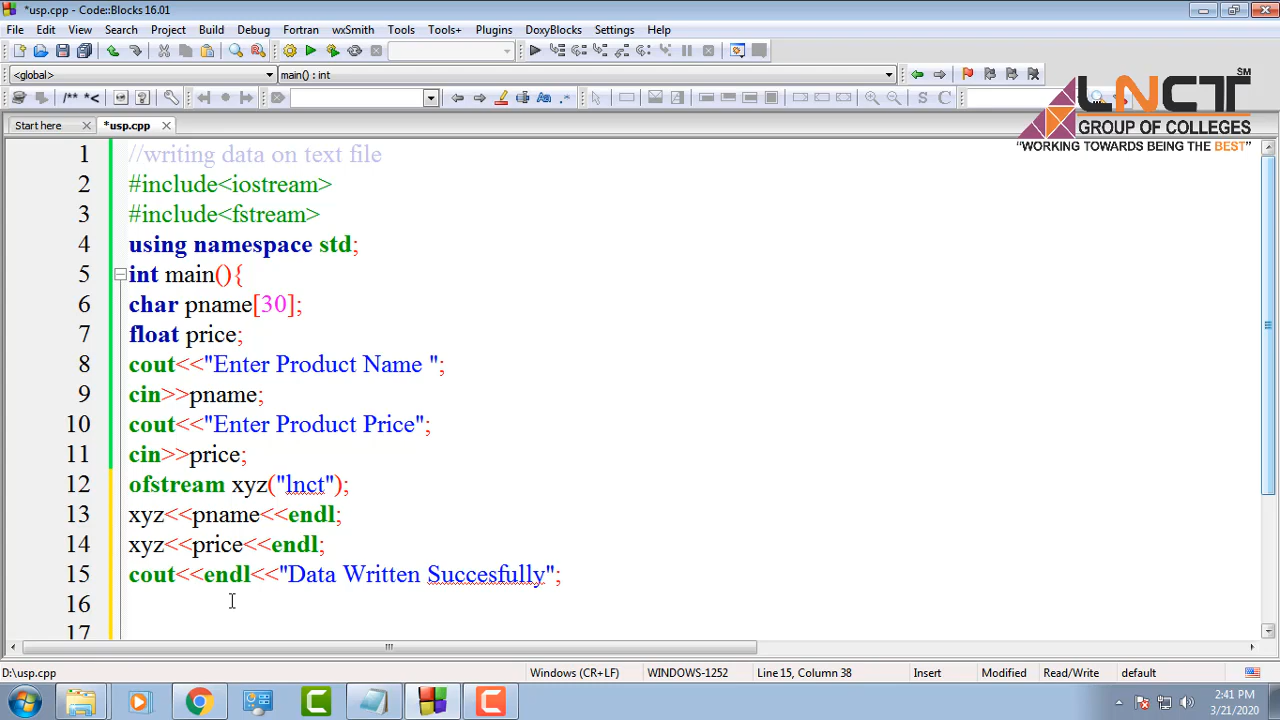 *usp.cpp - Code::Blocks 16.01
File Edit View Search Project Build Debug Fortran wxSmith Tools Tools+ Plugins DoxyBlocks Settings Help
<global> main() : int
/** *<
S C
LNCT SM
GROUP OF COLLEGES
"WORKING TOWARDS BEING THE BEST"
Start here *usp.cpp
1 //writing data on text file
2 #include<iostream>
3 #include<fstream>
4 using namespace std;
5 int main(){
6 char pname[30];
7 float price;
8 cout<<"Enter Product Name ";
9 cin>>pname;
10 cout<<"Enter Product Price";
11 cin>>price;
12 ofstream xyz("lnct");
13 xyz<<pname<<endl;
14 xyz<<price<<endl;
15 cout<<endl<<"Data Written Succesfully";
16
17
D:\usp.cpp Windows (CR+LF) WINDOWS-1252 Line 15, Column 38 Insert Modified Read/Write default
2:41 PM
3/21/2020